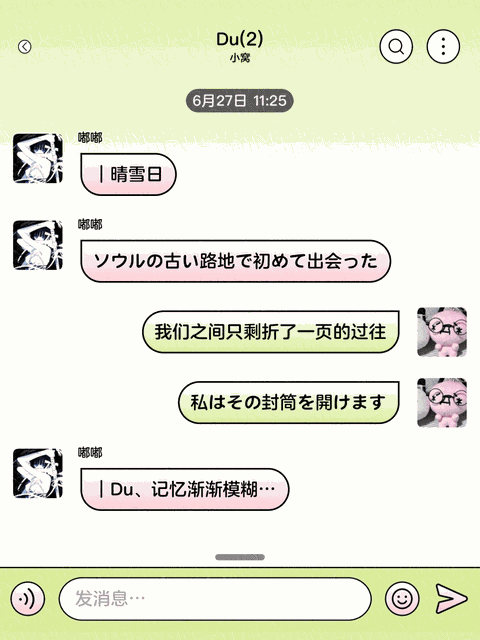 Du(2)
小窝
6月27日 11:25
嘟嘟
｜晴雪日
嘟嘟
ソウルの古い路地で初めて出会った
我们之间只剩折了一页的过往
私はその封筒を開けます
嘟嘟
｜Du、记忆渐渐模糊…
发消息…